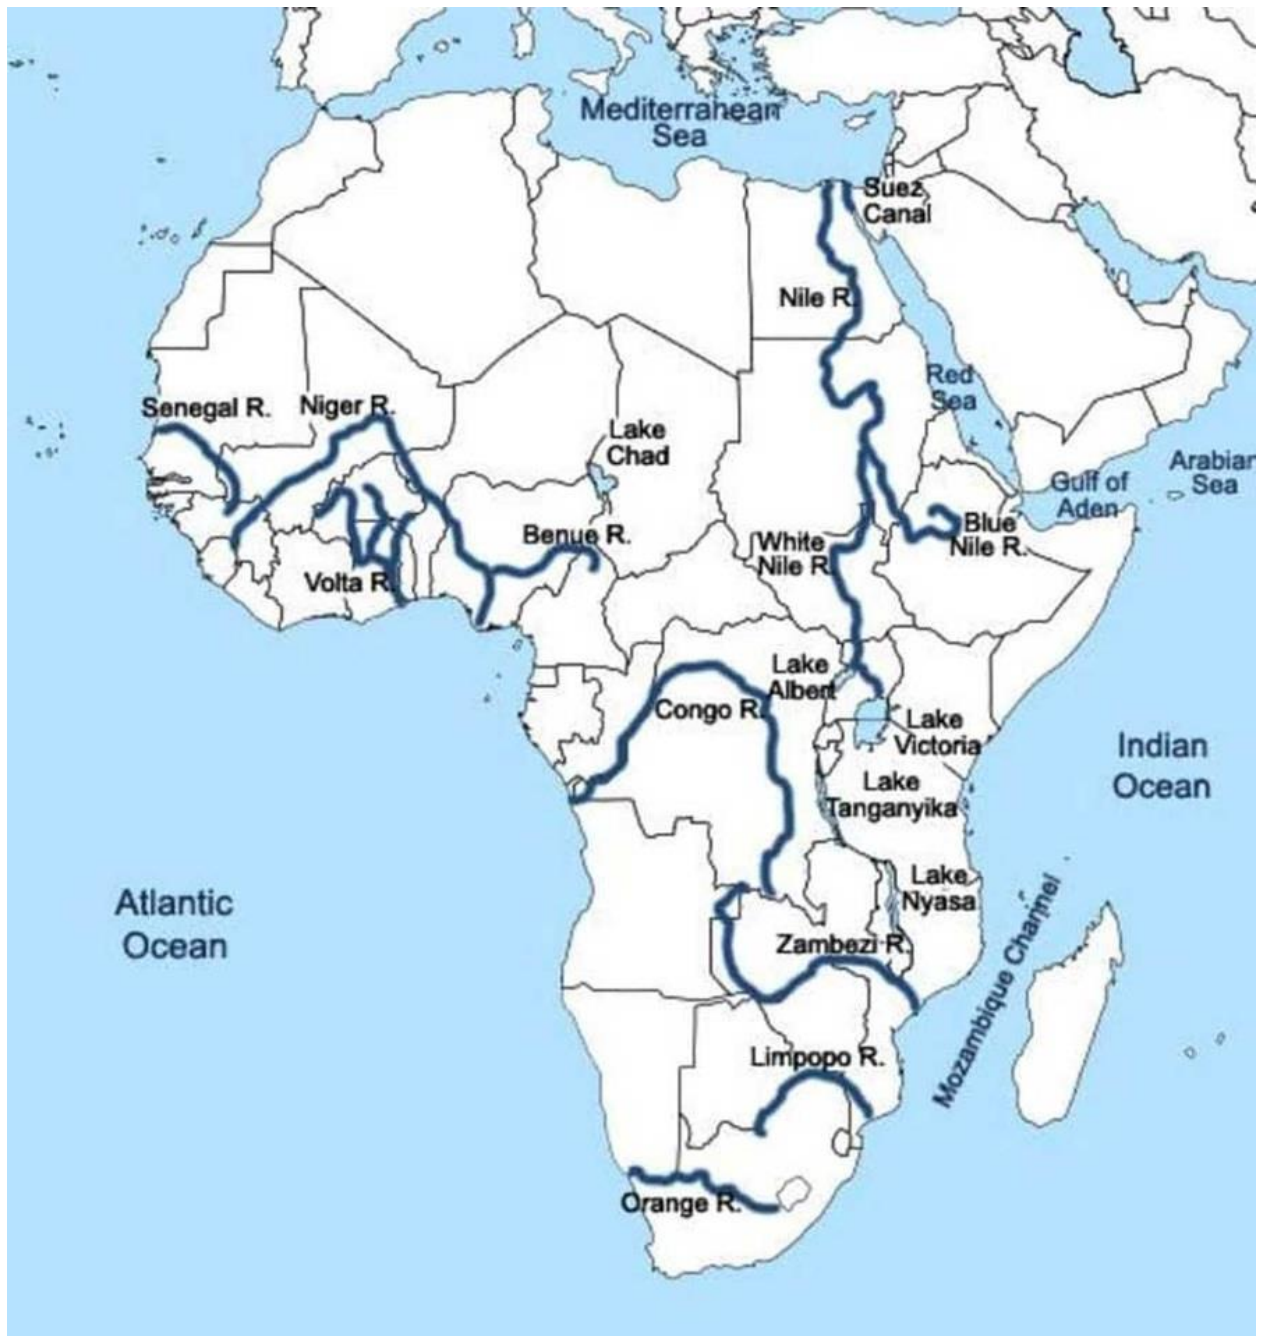 Mediterranean
Sea
Suez
Canal
Nile R.
Red
Sea
Senegal R.
Niger R.
Lake
Chad
Arabian
Sea
Gulf of
Aden
Benue R.
White
Nile R.
Blue
Nile R.
Volta R.
Lake
Albert
Congo R.
Lake
Victoria
Indian
Ocean
Lake
Tanganyika
Lake
Nyasa
Atlantic
Ocean
Zambezi R.
Mozambique Channel
Limpopo R.
Orange R.